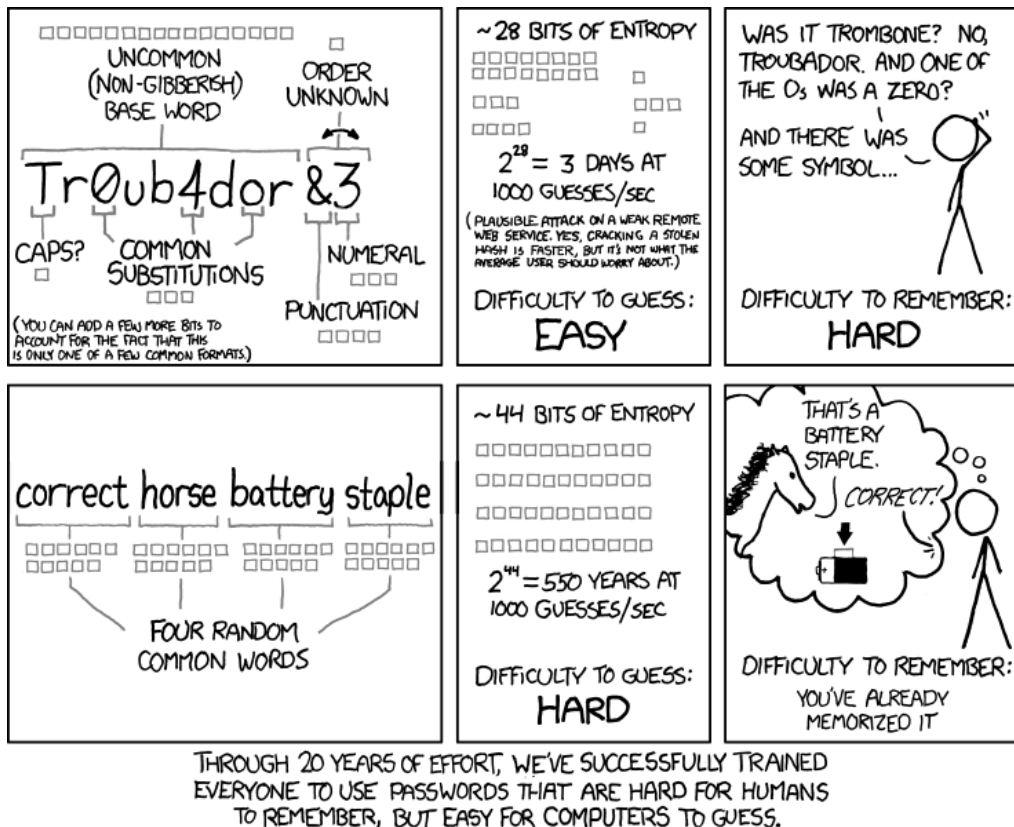 UNCOMMON
(NON-GIBBERISH)
BASE WORD
ORDER
UNKNOWN
Tr0ub4dor &3
CAPS?
COMMON
SUBSTITUTIONS
NUMERAL
PUNCTUATION
(YOU CAN ADD A FEW MORE BITS TO
ACCOUNT FOR THE FACT THAT THIS
IS ONLY ONE OF A FEW COMMON FORMATS.)
~28 BITS OF ENTROPY
2^28 = 3 DAYS AT
1000 GUESSES/SEC
(PLAUSIBLE ATTACK ON A WEAK REMOTE
WEB SERVICE. YES, CRACKING A STOLEN
HASH IS FASTER, BUT IT'S NOT WHAT THE
AVERAGE USER SHOULD WORRY ABOUT.)
DIFFICULTY TO GUESS:
EASY
WAS IT TROMBONE? NO,
TROUBADOR. AND ONE OF
THE Os WAS A ZERO?
AND THERE WAS
SOME SYMBOL...
DIFFICULTY TO REMEMBER:
HARD
correct horse battery staple
FOUR RANDOM
COMMON WORDS
~44 BITS OF ENTROPY
2^44 = 550 YEARS AT
1000 GUESSES/SEC
DIFFICULTY TO GUESS:
HARD
THAT'S A
BATTERY
STAPLE.
CORRECT!
+
DIFFICULTY TO REMEMBER:
YOU'VE ALREADY
MEMORIZED IT
THROUGH 20 YEARS OF EFFORT, WE'VE SUCCESSFULLY TRAINED
EVERYONE TO USE PASSWORDS THAT ARE HARD FOR HUMANS
TO REMEMBER, BUT EASY FOR COMPUTERS TO GUESS.